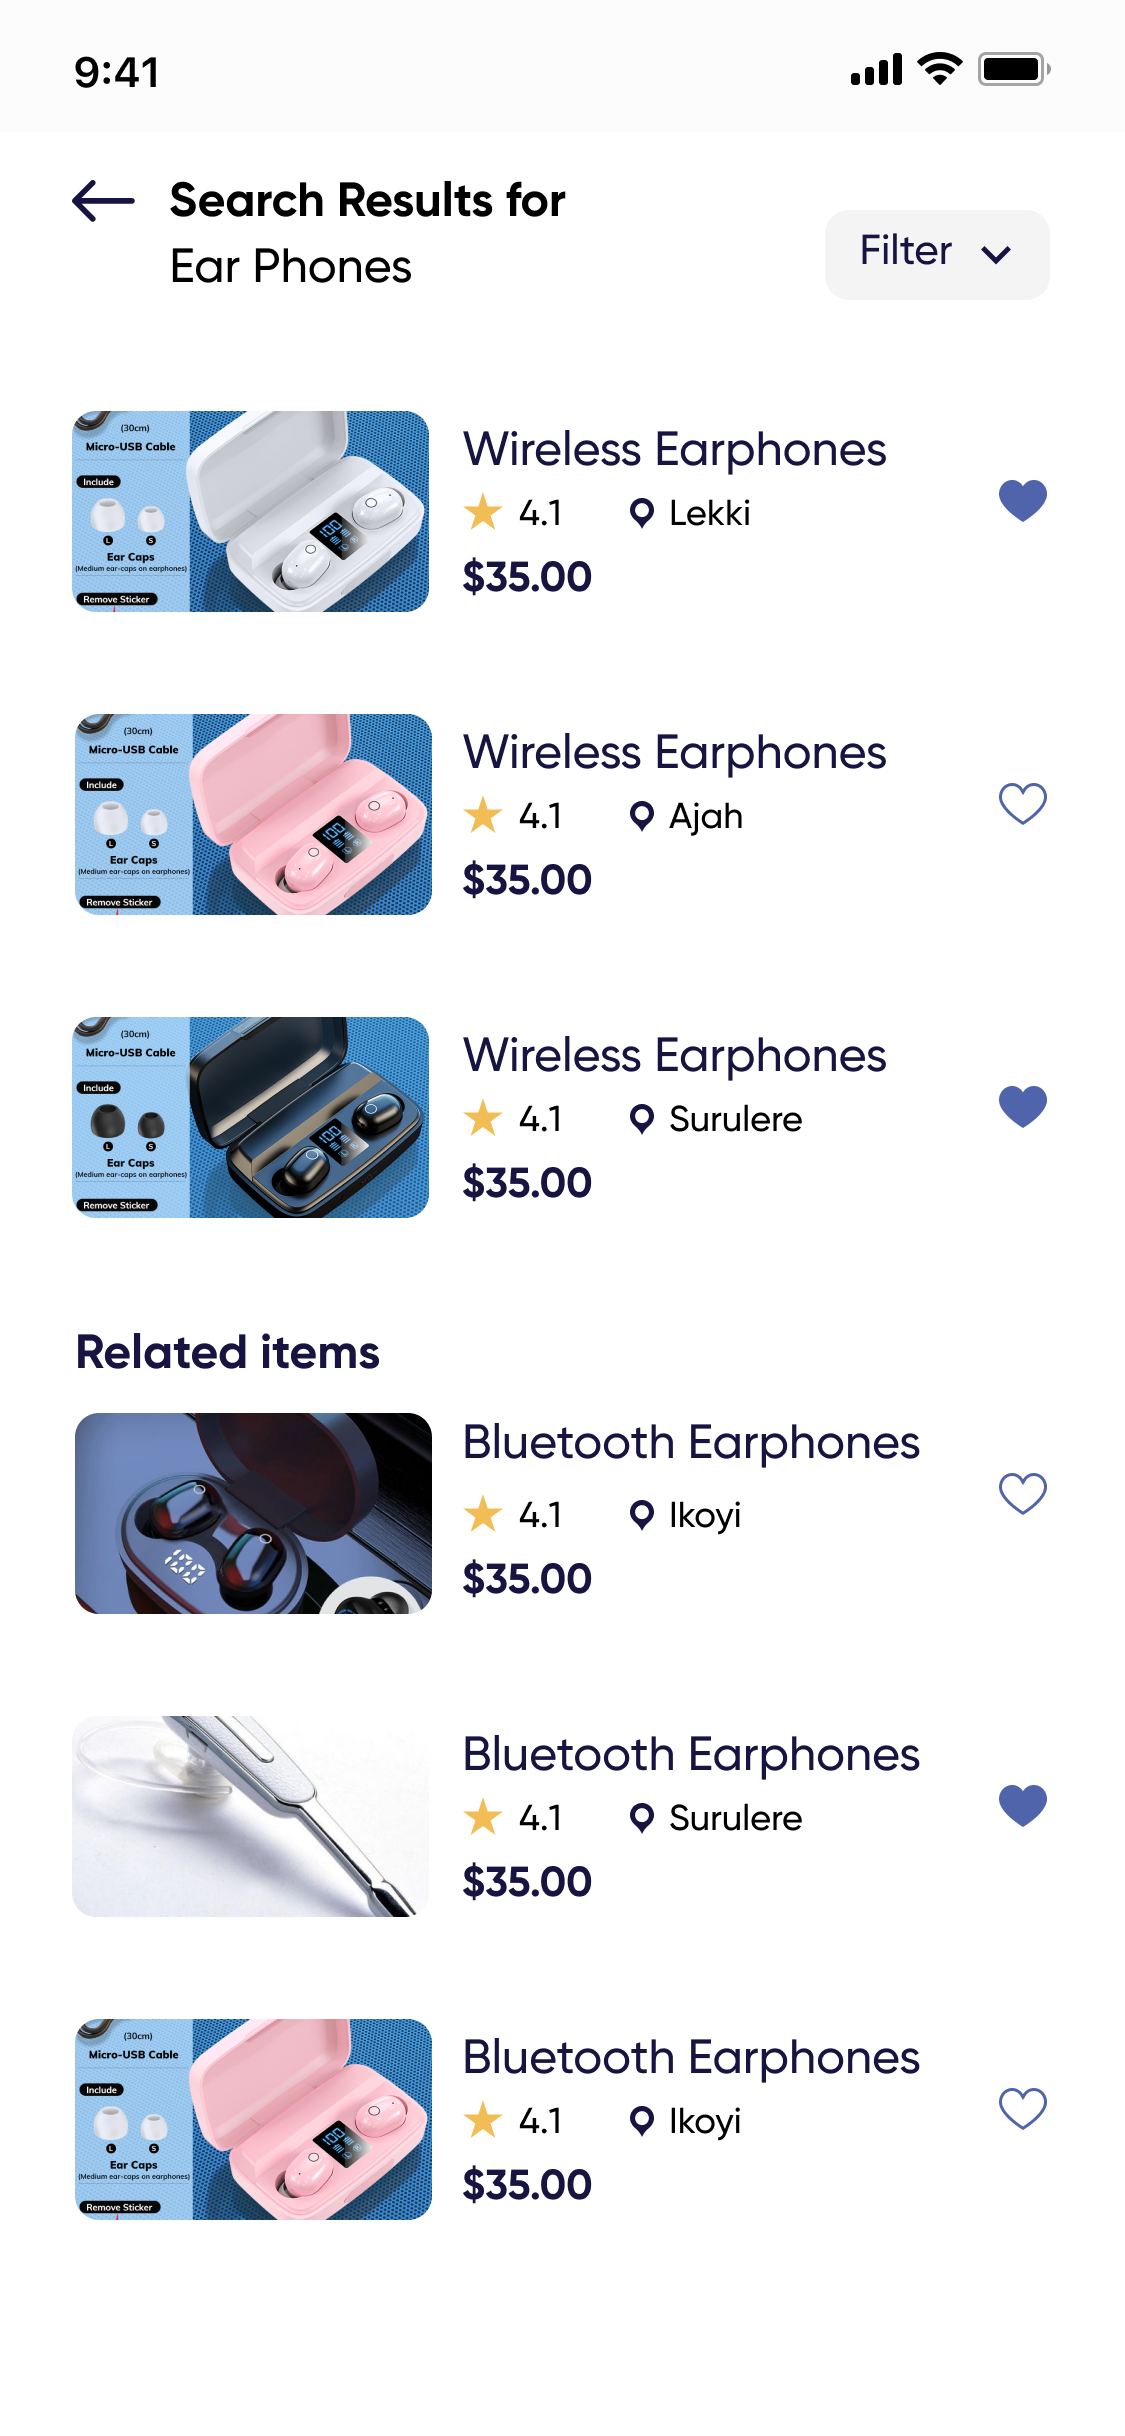 9:41
Search Results for
Ear Phones
Filter
(30cm)
Micro-USB Cable
Include
L S
Ear Caps
(Medium ear-caps on earphones)
Remove Sticker
100
Wireless Earphones
4.1 Lekki
$35.00
(30cm)
Micro-USB Cable
Include
L S
Ear Caps
(Medium ear-caps on earphones)
Remove Sticker
100
Wireless Earphones
4.1 Ajah
$35.00
(30cm)
Micro-USB Cable
Include
L S
Ear Caps
(Medium ear-caps on earphones)
Remove Sticker
100
Wireless Earphones
4.1 Surulere
$35.00
Related items
100
Bluetooth Earphones
4.1 Ikoyi
$35.00
Bluetooth Earphones
4.1 Surulere
$35.00
(30cm)
Micro-USB Cable
Include
L S
Ear Caps
(Medium ear-caps on earphones)
Remove Sticker
100
Bluetooth Earphones
4.1 Ikoyi
$35.00